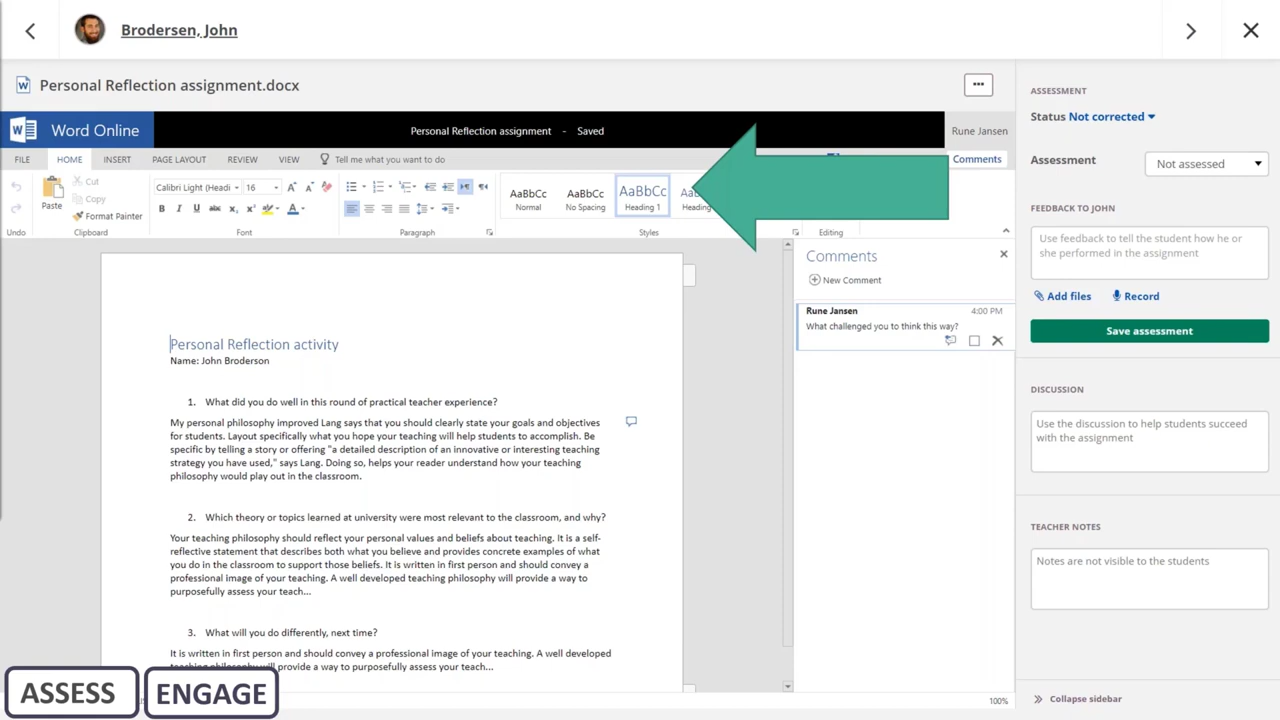 Brodersen, John
Personal Reflection assignment.docx
Word Online
Personal Reflection assignment - Saved
Rune Jansen
FILE HOME INSERT PAGE LAYOUT REVIEW VIEW Tell me what you want to do
Comments
Cut
Copy
Format Painter
Paste
Undo
Clipboard
Calibri Light (Headi 16
B I U abc x₂ x²
Font
Paragraph
AaBbCc
Normal
AaBbCc
No Spacing
AaBbCc
Heading 1
Heading
Styles
Editing
Personal Reflection activity
Name: John Broderson
1. What did you do well in this round of practical teacher experience?
My personal philosophy improved Lang says that you should clearly state your goals and objectives
for students. Layout specifically what you hope your teaching will help students to accomplish. Be
specific by telling a story or offering "a detailed description of an innovative or interesting teaching
strategy you have used," says Lang. Doing so, helps your reader understand how your teaching
philosophy would play out in the classroom.
2. Which theory or topics learned at university were most relevant to the classroom, and why?
Your teaching philosophy should reflect your personal values and beliefs about teaching. It is a self-
reflective statement that describes both what you believe and provides concrete examples of what
you do in the classroom to support those beliefs. It is written in first person and should convey a
professional image of your teaching. A well developed teaching philosophy will provide a way to
purposefully assess your teach...
3. What will you do differently, next time?
It is written in first person and should convey a professional image of your teaching. A well developed
teaching philosophy will provide a way to purposefully assess your teach...
Comments
New Comment
Rune Jansen 4:00 PM
What challenged you to think this way?
100%
ASSESSMENT
Status Not corrected
Assessment Not assessed
FEEDBACK TO JOHN
Use feedback to tell the student how he or
she performed in the assignment
Add files Record
Save assessment
DISCUSSION
Use the discussion to help students succeed
with the assignment
TEACHER NOTES
Notes are not visible to the students
Collapse sidebar
ASSESS ENGAGE